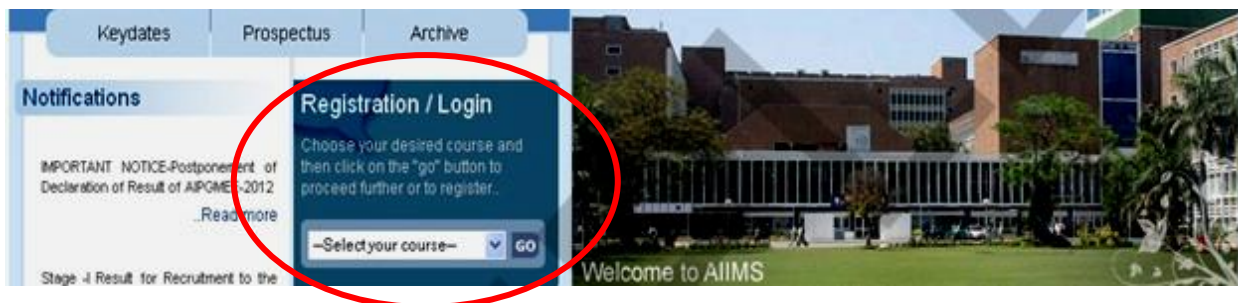 Keydates Prospectus Archive
Notifications
IMPORTANT NOTICE-Postponement of
Declaration of Result of AIPGMEE-2012
..Read more
Stage -I Result for Recruitment to the
Registration / Login
Choose your desired course and
then click on the "go" button to
proceed further or to register..
--Select your course-- GO
Welcome to AIIMS